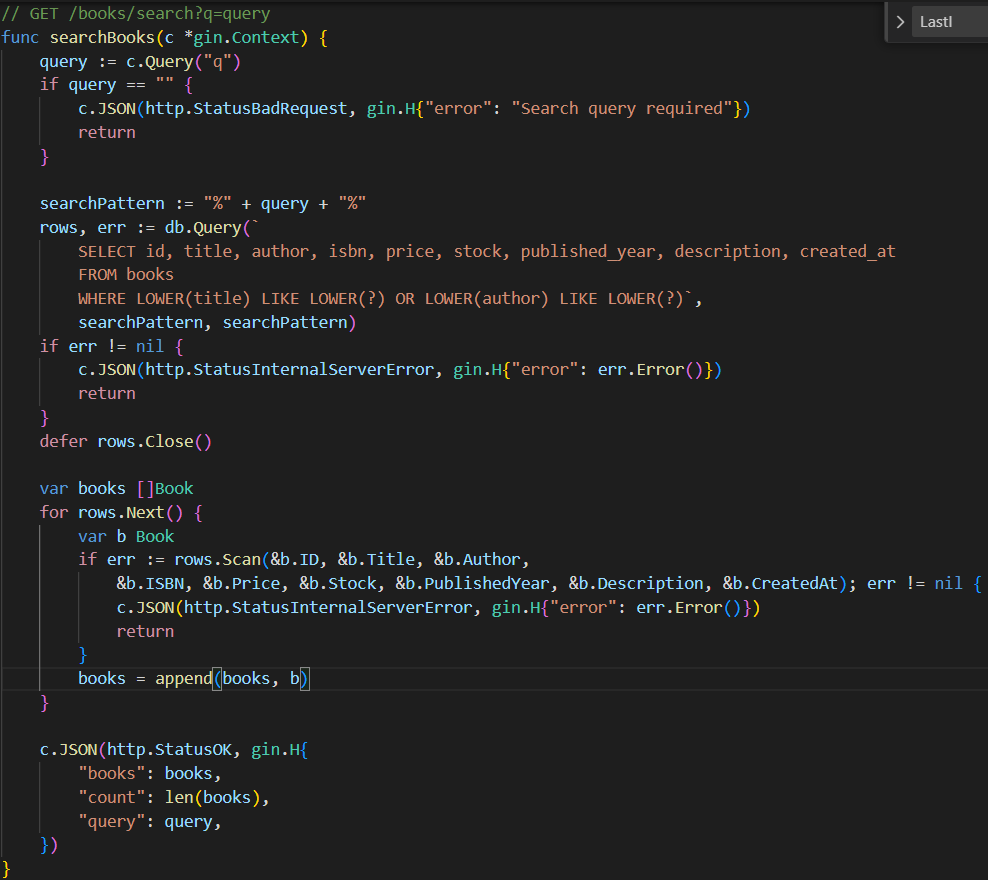 // GET /books/search?q=query
func searchBooks(c *gin.Context) {
    query := c.Query("q")
    if query == "" {
        c.JSON(http.StatusBadRequest, gin.H{"error": "Search query required"})
        return
    }

    searchPattern := "%" + query + "%"
    rows, err := db.Query(`
        SELECT id, title, author, isbn, price, stock, published_year, description, created_at
        FROM books
        WHERE LOWER(title) LIKE LOWER(?) OR LOWER(author) LIKE LOWER(?)`,
        searchPattern, searchPattern)
    if err != nil {
        c.JSON(http.StatusInternalServerError, gin.H{"error": err.Error()})
        return
    }
    defer rows.Close()

    var books []Book
    for rows.Next() {
        var b Book
        if err := rows.Scan(&b.ID, &b.Title, &b.Author,
            &b.ISBN, &b.Price, &b.Stock, &b.PublishedYear, &b.Description, &b.CreatedAt); err != nil {
            c.JSON(http.StatusInternalServerError, gin.H{"error": err.Error()})
            return
        }
        books = append(books, b)
    }

    c.JSON(http.StatusOK, gin.H{
        "books": books,
        "count": len(books),
        "query": query,
    })
}
LastI